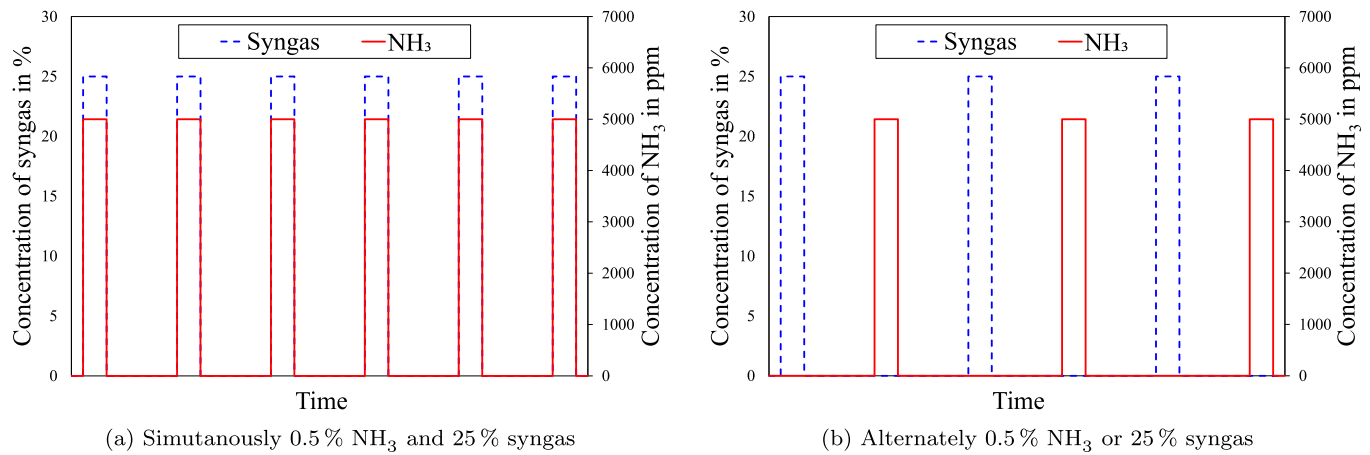 Concentration of syngas in %
30
25
20
15
10
5
0
Syngas
NH₃
7000
6000
5000
4000
3000
2000
1000
0
Concentration of NH₃ in ppm
Time
(a) Simutanously 0.5 % NH₃ and 25 % syngas
Concentration of syngas in %
30
25
20
15
10
5
0
Syngas
NH₃
7000
6000
5000
4000
3000
2000
1000
0
Concentration of NH₃ in ppm
Time
(b) Alternately 0.5 % NH₃ or 25 % syngas